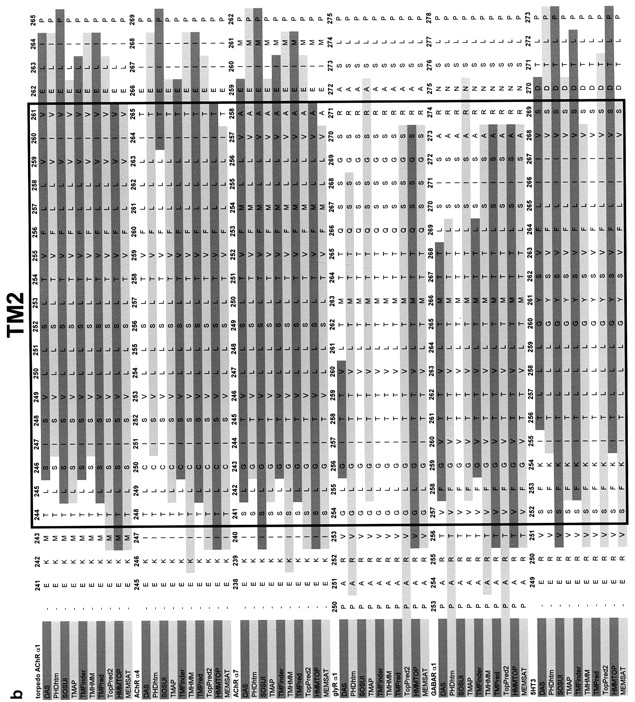 b
TM2
torpedo AChR α1 241 242 243 244 245 246 247 248 249 250 251 252 253 254 255 256 257 258 259 260 261 262 263 264 265
DAS - E K M T L S I S V L L S L T V F L L V I V E L I P
PHDhtm - E K M T L S I S V L L S L T V F L L V I V E L I P
SOSUI - E K M T L S I S V L L S L T V F L L V I V E L I P
TMAP - E K M T L S I S V L L S L T V F L L V I V E L I P
TMFinder - E K M T L S I S V L L S L T V F L L V I V E L I P
TMHMM - E K M T L S I S V L L S L T V F L L V I V E L I P
TMPred - E K M T L S I S V L L S L T V F L L V I V E L I P
TopPred2 - E K M T L S I S V L L S L T V F L L V I V E L I P
HMMTOP - E K M T L S I S V L L S L T V F L L V I V E L I P
MEMSAT - E K M T L S I S V L L S L T V F L L V I V E L I P
AChR α4 245 246 247 248 249 250 251 252 253 254 255 256 257 258 259 260 261 262 263 264 265 266 267 268 269
DAS - E K I T L C I S V L L S L T V F L L L I T E I I P
PHDhtm - E K I T L C I S V L L S L T V F L L L I T E I I P
SOSUI - E K I T L C I S V L L S L T V F L L L I T E I I P
TMAP - E K I T L C I S V L L S L T V F L L L I T E I I P
TMFinder - E K I T L C I S V L L S L T V F L L L I T E I I P
TMHMM - E K I T L C I S V L L S L T V F L L L I T E I I P
TMPred - E K I T L C I S V L L S L T V F L L L I T E I I P
TopPred2 - E K I T L C I S V L L S L T V F L L L I T E I I P
HMMTOP - E K I T L C I S V L L S L T V F L L L I T E I I P
MEMSAT - E K I T L C I S V L L S L T V F L L L I T E I I P
AChR α7 238 239 240 241 242 243 244 245 246 247 248 249 250 251 252 253 254 255 256 257 258 259 260 261 262
DAS - E K I S L G I T V L L S L T V F M L L V A E I M P
PHDhtm - E K I S L G I T V L L S L T V F M L L V A E I M P
SOSUI - E K I S L G I T V L L S L T V F M L L V A E I M P
TMAP - E K I S L G I T V L L S L T V F M L L V A E I M P
TMFinder - E K I S L G I T V L L S L T V F M L L V A E I M P
TMHMM - E K I S L G I T V L L S L T V F M L L V A E I M P
TMPred - E K I S L G I T V L L S L T V F M L L V A E I M P
TopPred2 - E K I S L G I T V L L S L T V F M L L V A E I M P
HMMTOP - E K I S L G I T V L L S L T V F M L L V A E I M P
MEMSAT - E K I S L G I T V L L S L T V F M L L V A E I M P
glyR α1 250 251 252 253 254 255 256 257 258 259 260 261 262 263 264 265 266 267 268 269 270 271 272 273 274 275
DAS P A R V G L G I T T V L T M T T Q S S G S R A S L P
PHDhtm P A R V G L G I T T V L T M T T Q S S G S R A S L P
SOSUI P A R V G L G I T T V L T M T T Q S S G S R A S L P
TMAP P A R V G L G I T T V L T M T T Q S S G S R A S L P
TMFinder P A R V G L G I T T V L T M T T Q S S G S R A S L P
TMHMM P A R V G L G I T T V L T M T T Q S S G S R A S L P
TMPred P A R V G L G I T T V L T M T T Q S S G S R A S L P
TopPred2 P A R V G L G I T T V L T M T T Q S S G S R A S L P
HMMTOP P A R V G L G I T T V L T M T T Q S S G S R A S L P
MEMSAT P A R V G L G I T T V L T M T T Q S S G S R A S L P
GABAR α1 253 254 255 256 257 258 259 260 261 262 263 264 265 266 267 268 269 270 271 272 273 274 275 276 277 278
DAS P A R T V F G V T T V L T M T T L S I S A R N S L P
PHDhtm P A R T V F G V T T V L T M T T L S I S A R N S L P
SOSUI P A R T V F G V T T V L T M T T L S I S A R N S L P
TMAP P A R T V F G V T T V L T M T T L S I S A R N S L P
TMFinder P A R T V F G V T T V L T M T T L S I S A R N S L P
TMHMM P A R T V F G V T T V L T M T T L S I S A R N S L P
TMPred P A R T V F G V T T V L T M T T L S I S A R N S L P
TopPred2 P A R T V F G V T T V L T M T T L S I S A R N S L P
HMMTOP P A R T V F G V T T V L T M T T L S I S A R N S L P
MEMSAT P A R T V F G V T T V L T M T T L S I S A R N S L P
5HT3 249 250 251 252 253 254 255 256 257 258 259 260 261 262 263 264 265 266 267 268 269 270 271 272 273
DAS - E R V S F K I T L L L G Y S V F L I I V S D T L P
PHDhtm - E R V S F K I T L L L G Y S V F L I I V S D T L P
SOSUI - E R V S F K I T L L L G Y S V F L I I V S D T L P
TMAP - E R V S F K I T L L L G Y S V F L I I V S D T L P
TMFinder - E R V S F K I T L L L G Y S V F L I I V S D T L P
TMHMM - E R V S F K I T L L L G Y S V F L I I V S D T L P
TMPred - E R V S F K I T L L L G Y S V F L I I V S D T L P
TopPred2 - E R V S F K I T L L L G Y S V F L I I V S D T L P
HMMTOP - E R V S F K I T L L L G Y S V F L I I V S D T L P
MEMSAT - E R V S F K I T L L L G Y S V F L I I V S D T L P